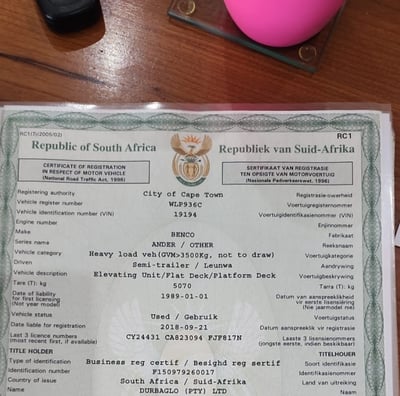 RC1(7)(2005/02) RC1
Republic of South Africa Republiek van Suid-Afrika
CERTIFICATE OF REGISTRATION SERTIFIKAAT VAN REGISTRASIE
IN RESPECT OF MOTOR VEHICLE TEN OPSIGTE VAN MOTORVOERTUIG
(National Road Traffic Act, 1996) (Nasionale Padverkeerswet, 1996)
Registering authority City of Cape Town Registrasie-owerheid
Vehicle register number WLP936C Voertuigregisternommer
Vehicle identification number (VIN) 19194 Voertuigidentifikasienommer (VIN)
Engine number Enjinnommer
Make HENCO Fabrikaat
Series name ANDER / OTHER Reeksnaam
Vehicle category Heavy load veh(GVM>3500Kg, not to draw) Voertuigkategorie
Driven Semi-trailer / Leunwa Aandrywing
Vehicle description Elevating Unit/Flat Deck/Platform Deck Voertuigbeskrywing
Tare (T): kg 5070 Tarra (T): kg
Date of liability for first licensing (Not year model) 1989-01-01 Datum van aanspreeklikheid vir eerste lisensiëring (Nie jaarmodel nie)
Vehicle status Used / Gebruik Voertuigstatus
Date liable for registration 2018-09-21 Datum aanspreeklik vir registrasie
Last 3 licence numbers (most recent first, if available) CY24431 CA823094 FJF817N Laaste 3 lisensienommers (jongste eerste, indien beskikbaar)
TITLE HOLDER TITELHOUER
Type of identification Business reg certif / Besighd reg sertif Soort identifikasie
Identification number F150979260017 Identifikasienommer
Country of issue South Africa / Suid-Afrika Land van uitreiking
Name DURBAGLO (PTY) LTD Naam